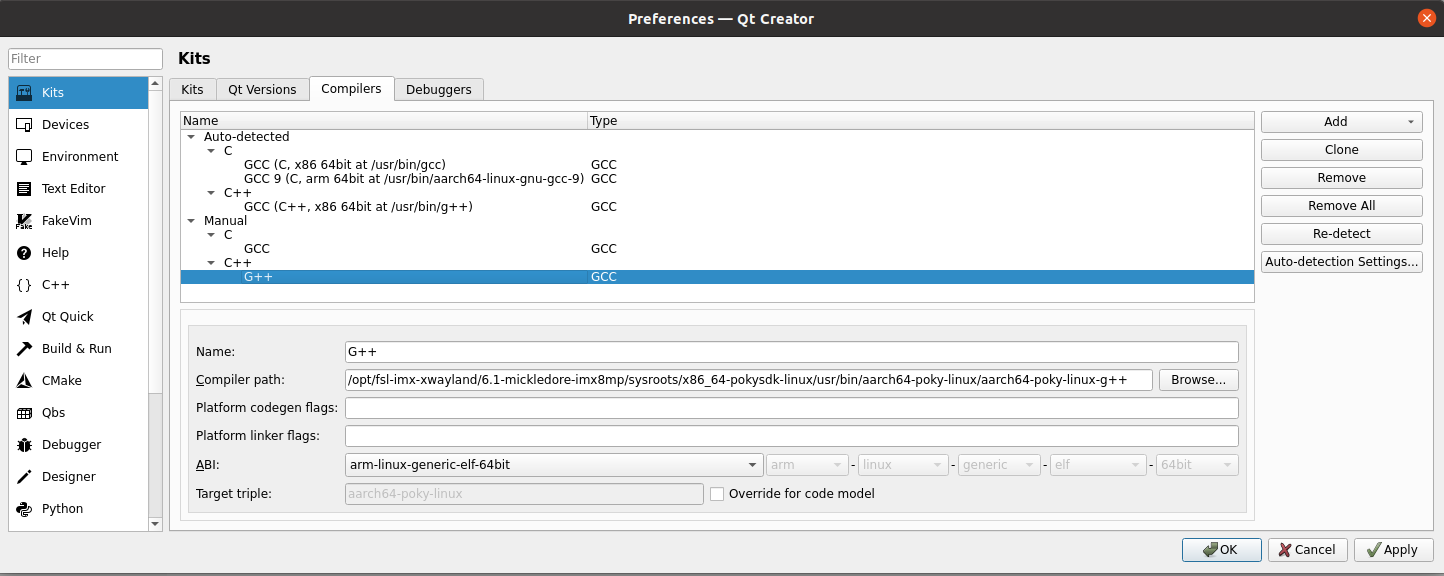 Preferences — Qt Creator
Filter
Kits
Devices
Environment
Text Editor
FakeVim
Help
C++
Qt Quick
Build & Run
CMake
Qbs
Debugger
Designer
Python
Kits
Kits Qt Versions Compilers Debuggers
Name Type
Auto-detected
C
GCC (C, x86 64bit at /usr/bin/gcc) GCC
GCC 9 (C, arm 64bit at /usr/bin/aarch64-linux-gnu-gcc-9) GCC
C++
GCC (C++, x86 64bit at /usr/bin/g++) GCC
Manual
C
GCC GCC
C++
G++ GCC
Add
Clone
Remove
Remove All
Re-detect
Auto-detection Settings...
Name: G++
Compiler path: /opt/fsl-imx-xwayland/6.1-mickledore-imx8mp/sysroots/x86_64-pokysdk-linux/usr/bin/aarch64-poky-linux/aarch64-poky-linux-g++ Browse...
Platform codegen flags:
Platform linker flags:
ABI: arm-linux-generic-elf-64bit arm - linux - generic - elf - 64bit
Target triple: aarch64-poky-linux Override for code model
OK Cancel Apply